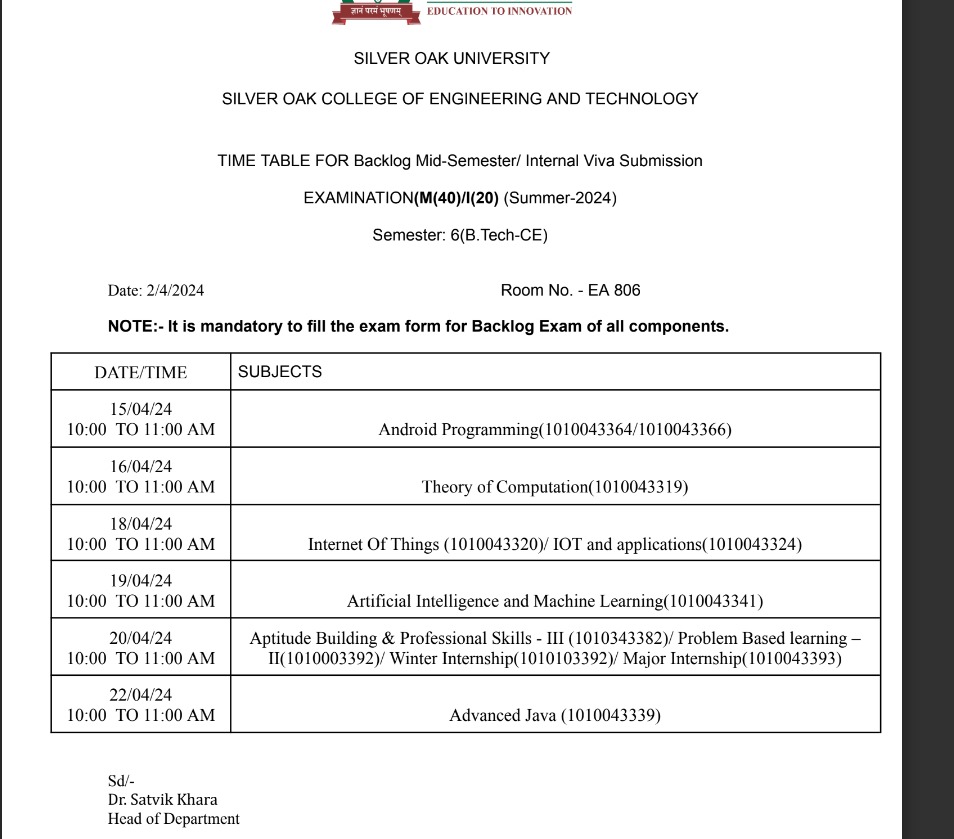 ज्ञानं परमं भूषणम्
EDUCATION TO INNOVATION
SILVER OAK UNIVERSITY
SILVER OAK COLLEGE OF ENGINEERING AND TECHNOLOGY
TIME TABLE FOR Backlog Mid-Semester/ Internal Viva Submission
EXAMINATION(M(40)/I(20) (Summer-2024)
Semester: 6(B.Tech-CE)
Date: 2/4/2024 Room No. - EA 806
NOTE:- It is mandatory to fill the exam form for Backlog Exam of all components.
DATE/TIME SUBJECTS
15/04/24
10:00 TO 11:00 AM Android Programming(1010043364/1010043366)
16/04/24
10:00 TO 11:00 AM Theory of Computation(1010043319)
18/04/24
10:00 TO 11:00 AM Internet Of Things (1010043320)/ IOT and applications(1010043324)
19/04/24
10:00 TO 11:00 AM Artificial Intelligence and Machine Learning(1010043341)
20/04/24 Aptitude Building & Professional Skills - III (1010343382)/ Problem Based learning –
10:00 TO 11:00 AM II(1010003392)/ Winter Internship(1010103392)/ Major Internship(1010043393)
22/04/24
10:00 TO 11:00 AM Advanced Java (1010043339)
Sd/-
Dr. Satvik Khara
Head of Department